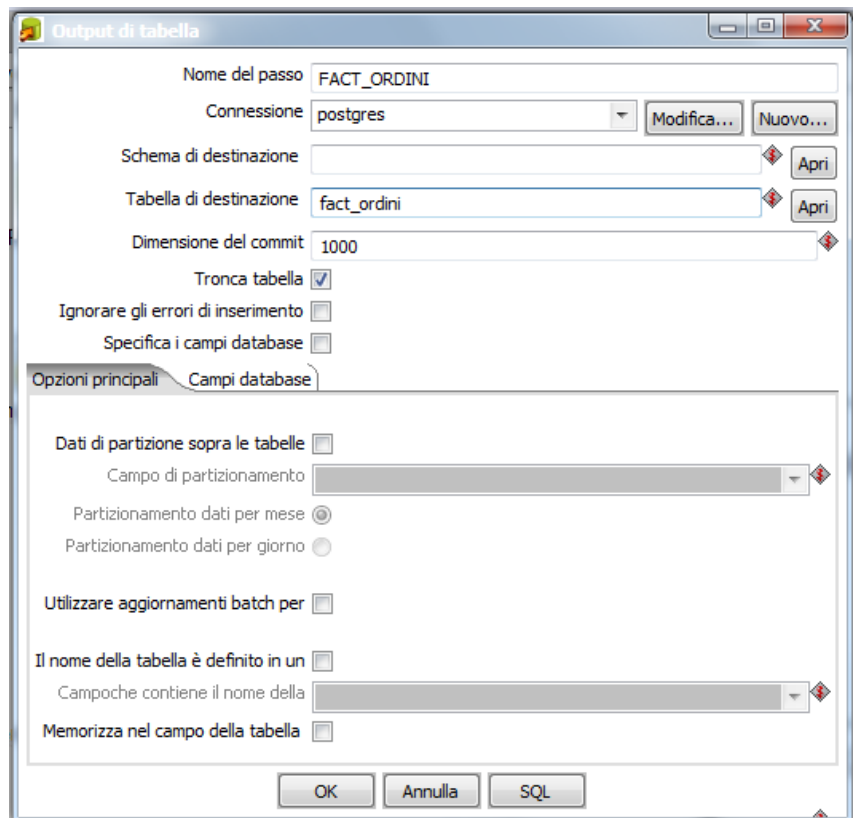 Output di tabella
Nome del passo FACT_ORDINI
Connessione postgres Modifica... Nuovo...
Schema di destinazione Apri
Tabella di destinazione fact_ordini Apri
Dimensione del commit 1000
Tronca tabella
Ignorare gli errori di inserimento
Specifica i campi database
Opzioni principali Campi database
Dati di partizione sopra le tabelle
Campo di partizionamento
Partizionamento dati per mese
Partizionamento dati per giorno
Utilizzare aggiornamenti batch per
Il nome della tabella è definito in un
Campoche contiene il nome della
Memorizza nel campo della tabella
OK Annulla SQL